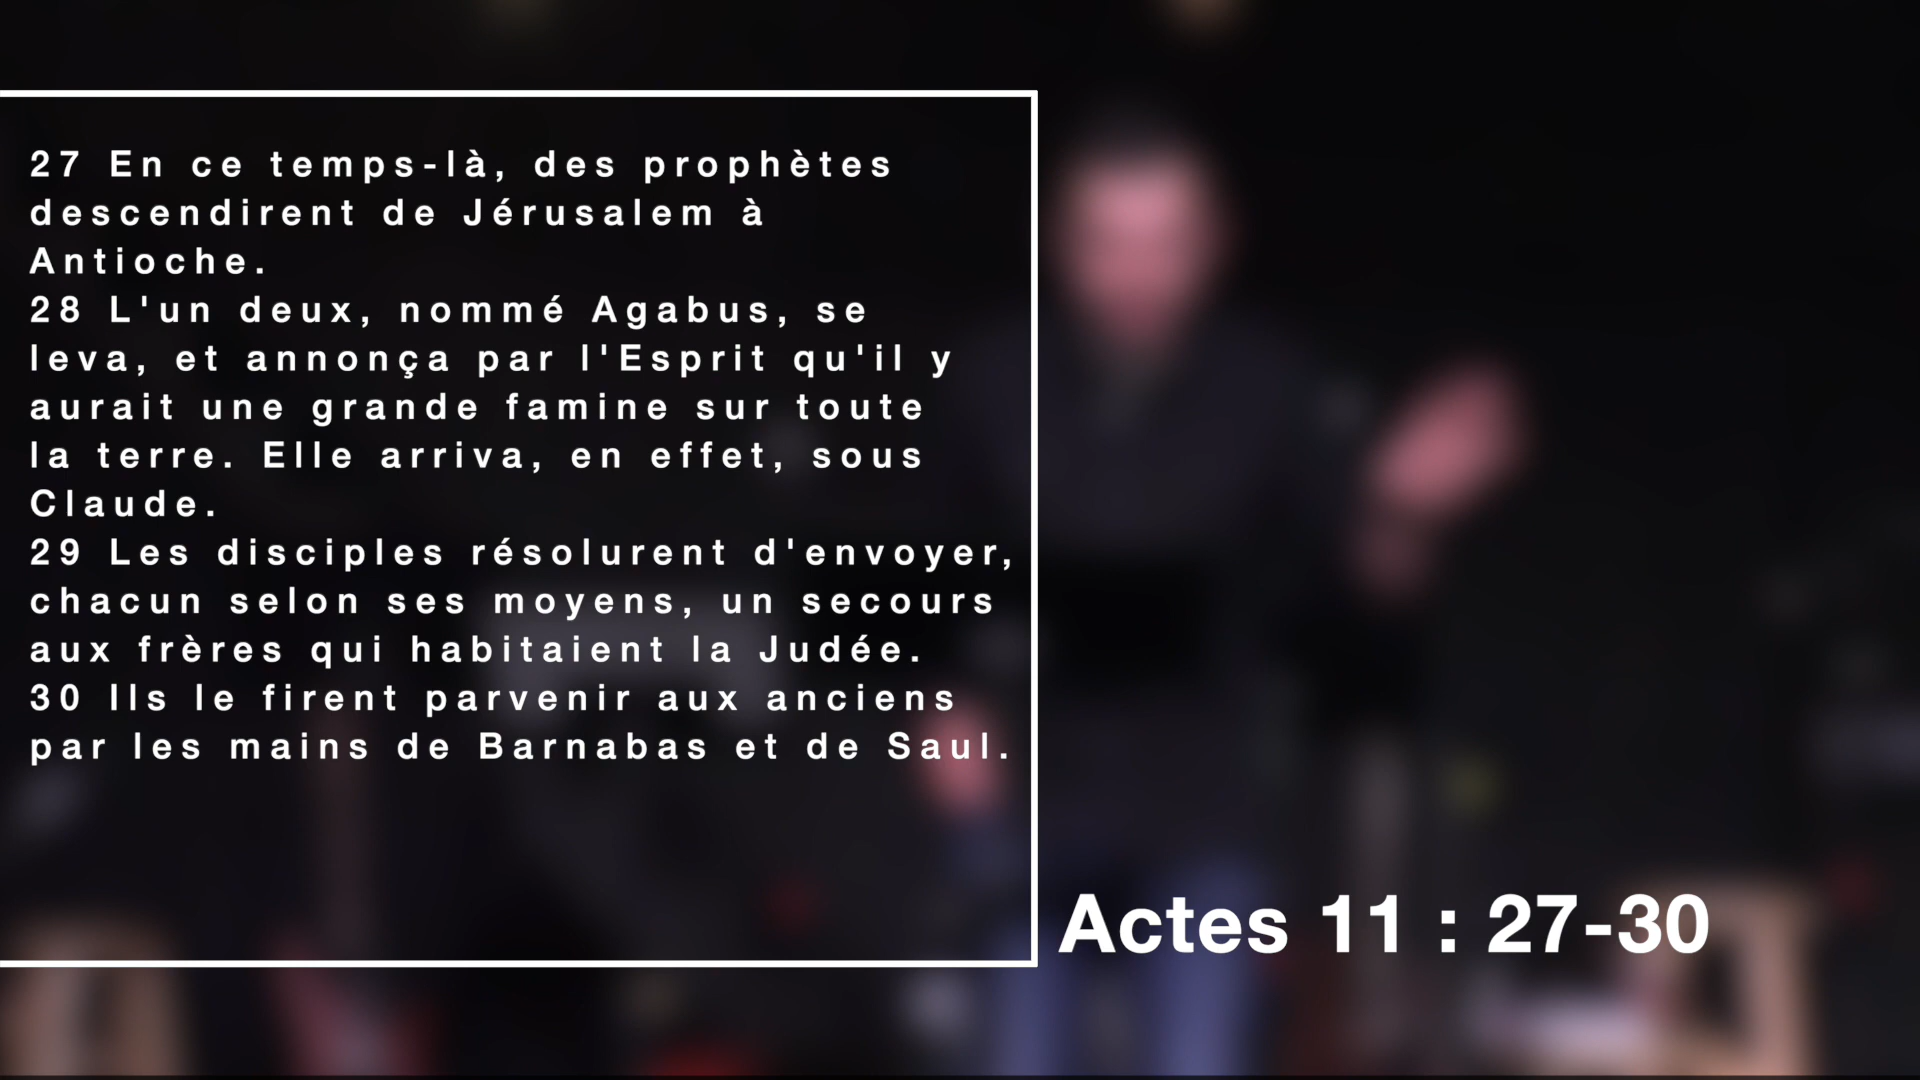 27 En ce temps-là, des prophètes
descendirent de Jérusalem à
Antioche.
28 L'un deux, nommé Agabus, se
leva, et annonça par l'Esprit qu'il y
aurait une grande famine sur toute
la terre. Elle arriva, en effet, sous
Claude.
29 Les disciples résolurent d'envoyer,
chacun selon ses moyens, un secours
aux frères qui habitaient la Judée.
30 Ils le firent parvenir aux anciens
par les mains de Barnabas et de Saul.
Actes 11 : 27-30